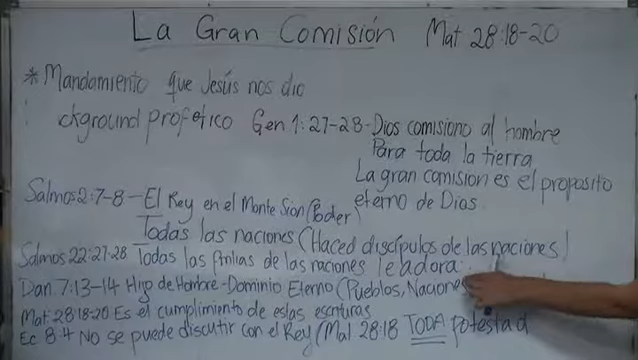 La Gran Comisión Mat 28:18-20
*Mandamiento que Jesús nos dio
ckground profetico Gen 1:27-28-Dios comisiono al hombre
Para toda la tierra
La gran comision es el proposito
eterno de Dios.
Salmos 2:7-8-El Rey en el Monte Sion (Poder)
Todas las naciones (Haced discípulos de las naciones)
Salmos 22:27-28 Todas las fmlias de las naciones le adora
Dan. 7:13-14 Hijo de Hombre-Dominio Eterno (Pueblos, Nacione
Mat 28:18-20 Es el cumplimiento de estas escrituras
Ec 8:4 No se puede discutir con el Rey (Mat 28:18 TODA potestad